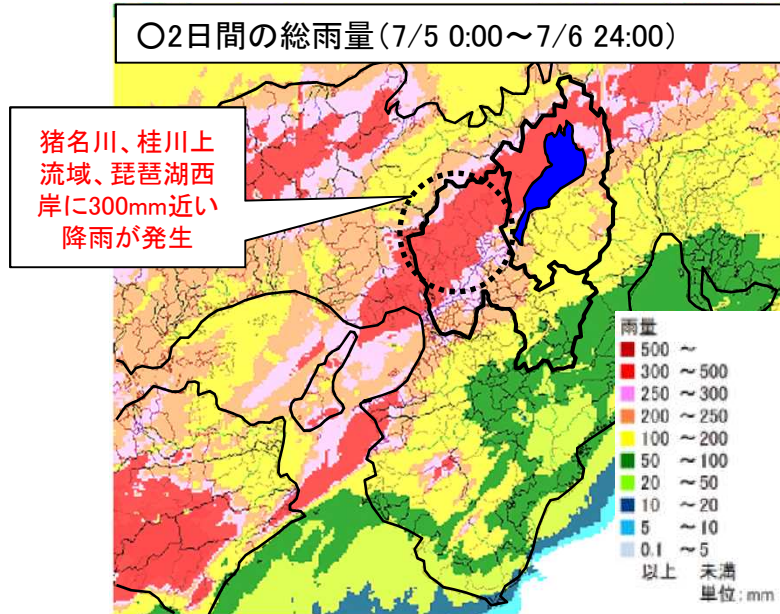 〇2日間の総雨量(7/5 0:00～7/6 24:00)
猪名川、桂川上
流域、琵琶湖西
岸に300mm近い
降雨が発生
雨量
500 ～
300 ～500
250 ～300
200 ～250
100 ～200
50 ～100
20 ～50
10 ～20
5 ～10
0.1 ～5
以上 未満
単位:mm